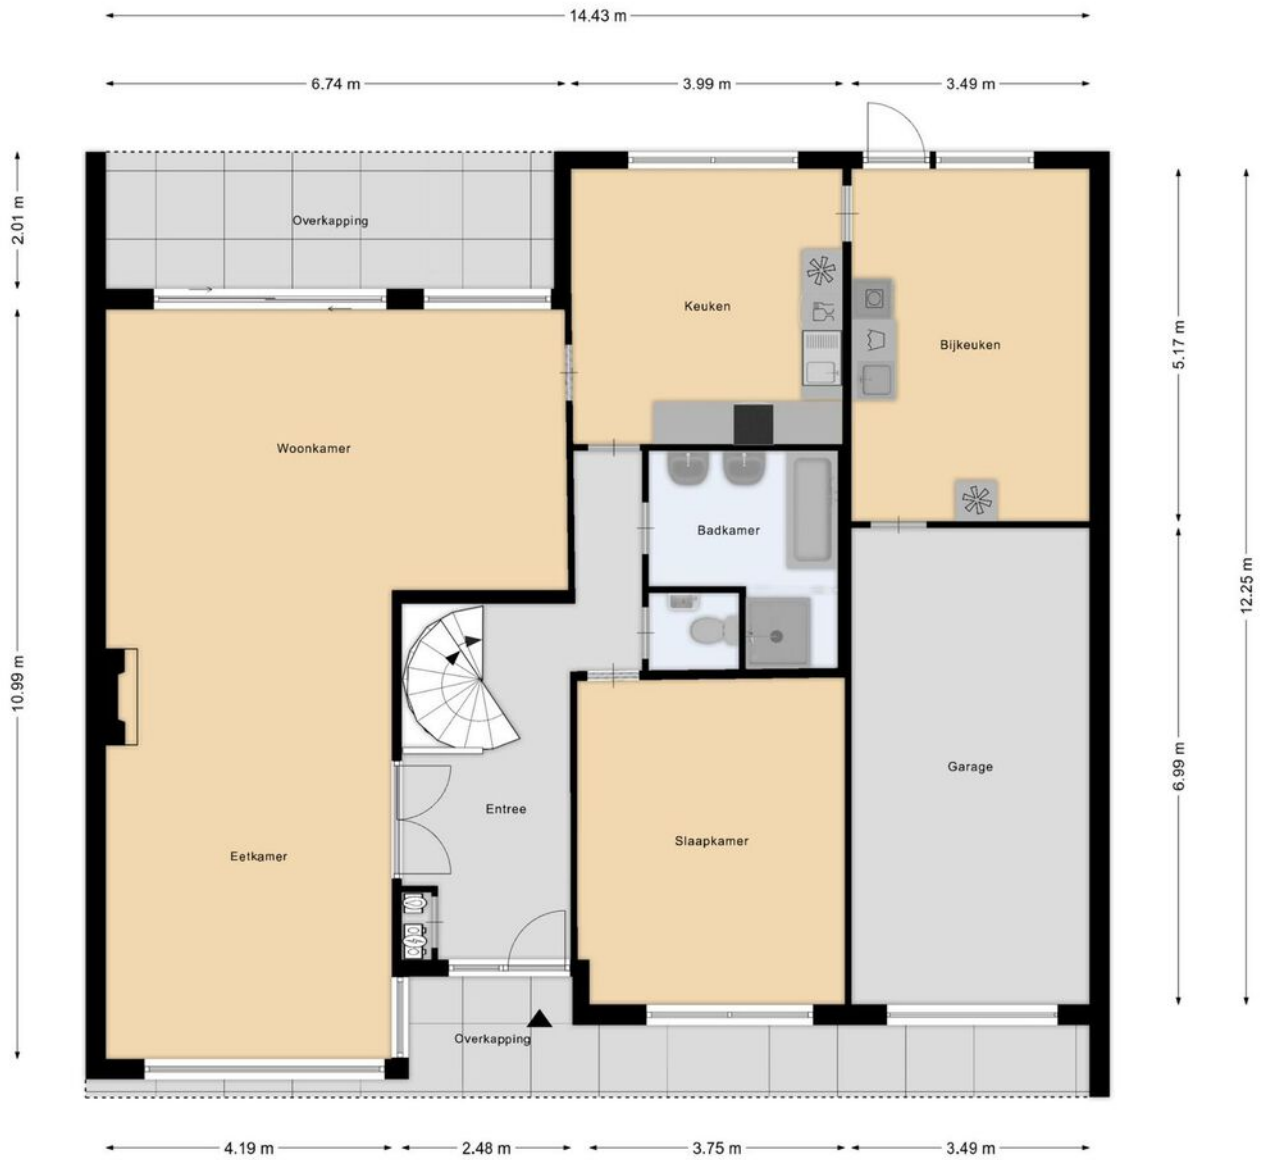 14.43 m
6.74 m
3.99 m
3.49 m
2.01 m
Overkapping
Keuken
Bijkeuken
5.17 m
Woonkamer
Badkamer
12.25 m
10.99 m
6.99 m
Garage
Entree
Slaapkamer
Eetkamer
Overkapping
4.19 m
2.48 m
3.75 m
3.49 m